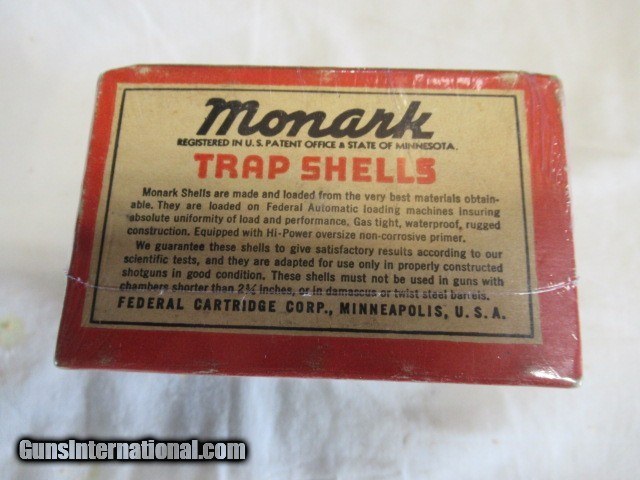 Monark
REGISTERED IN U.S. PATENT OFFICE & STATE OF MINNESOTA.
TRAP SHELLS
Monark Shells are made and loaded from the very best materials obtain-
able. They are loaded on Federal Automatic loading machines insuring
absolute uniformity of load and performance. Gas tight, waterproof, rugged
construction. Equipped with Hi-Power oversize non-corrosive primer.
We guarantee these shells to give satisfactory results according to our
scientific tests, and they are adapted for use only in properly constructed
shotguns in good condition. These shells must not be used in guns with
chambers shorter than 2¾ inches, or in damascus or twist steel barrels.
FEDERAL CARTRIDGE CORP., MINNEAPOLIS, U. S. A.
GunsInternational.com